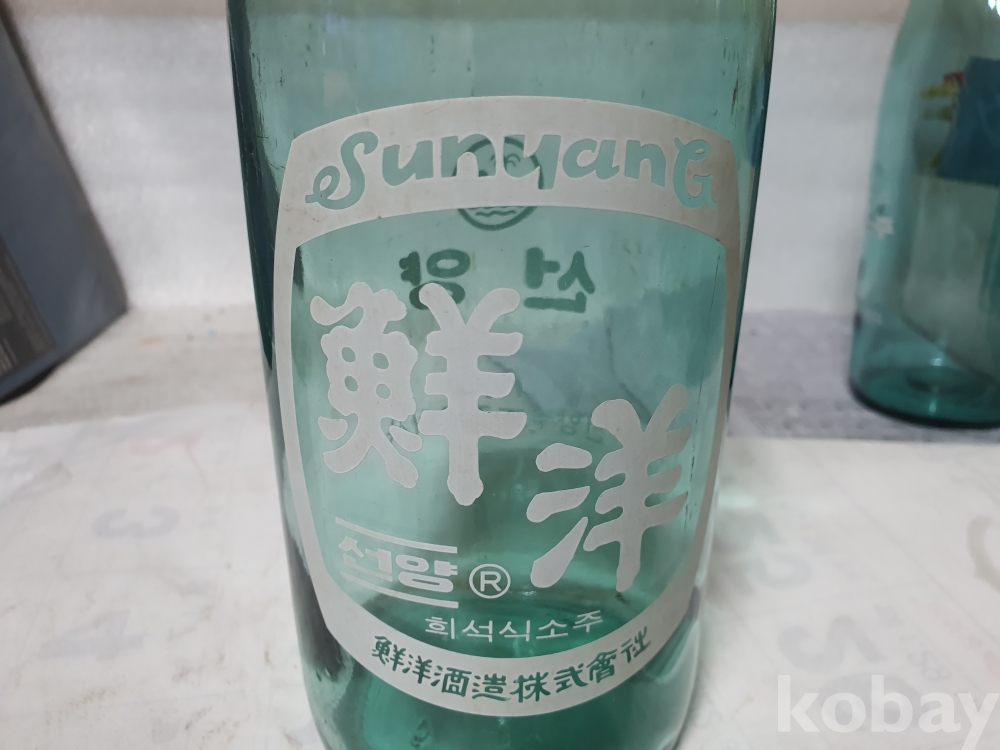 SunyanG
선양
鮮洋
선양®
희석식소주
鮮洋酒造株式會社
kobay